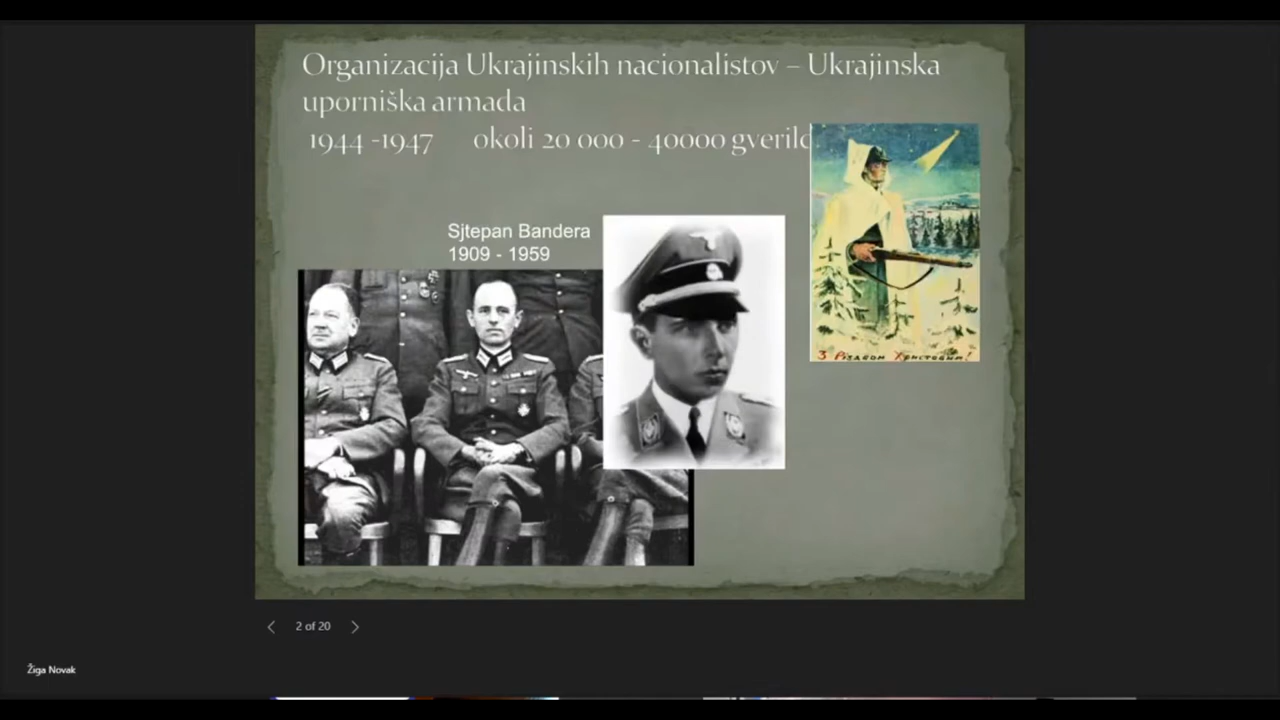 Organizacija Ukrajinskih nacionalistov – Ukrajinska
uporniška armada
1944 -1947 okoli 20 000 - 40000 gveril
Sjtepan Bandera
1909 - 1959
З Різдвом Христовим!
2 of 20
Žiga Novak